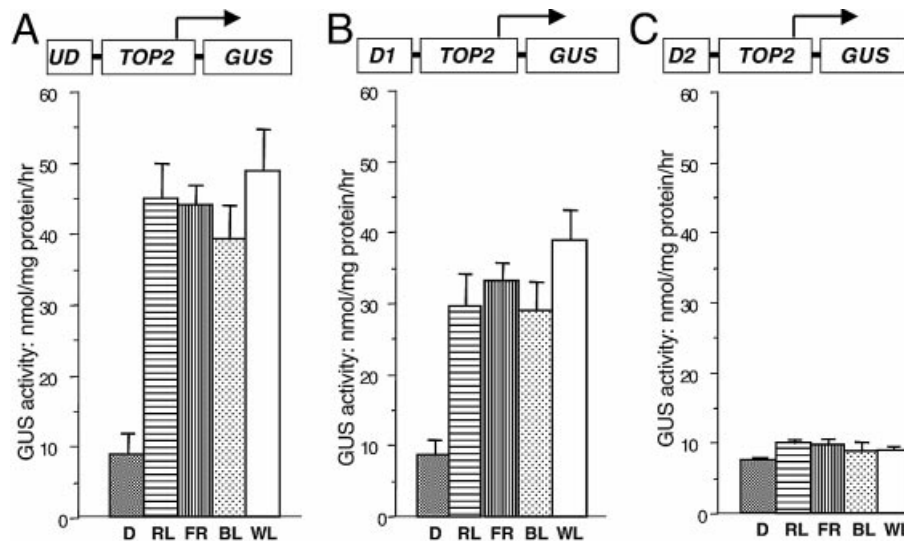 A
UD TOP2 GUS
GUS activity: nmol/mg protein/hr
60
50
40
30
20
10
0
D RL FR BL WL
B
D1 TOP2 GUS
GUS activity: nmol/mg protein/hr
60
50
40
30
20
10
0
D RL FR BL WL
C
D2 TOP2 GUS
GUS activity: nmol/mg protein/hr
60
50
40
30
20
10
0
D RL FR BL WL